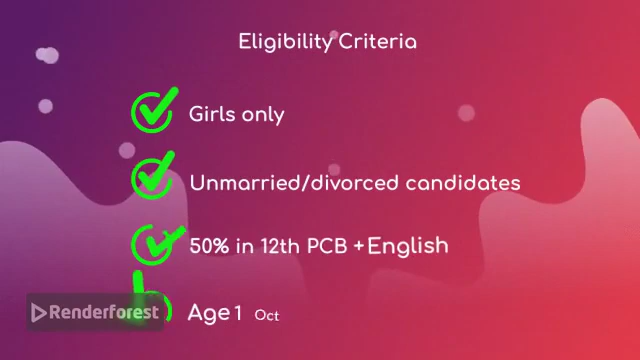 Eligibility Criteria
Girls only
Unmarried/divorced candidates
50% in 12th PCB +English
Age 1 Oct
Renderforest